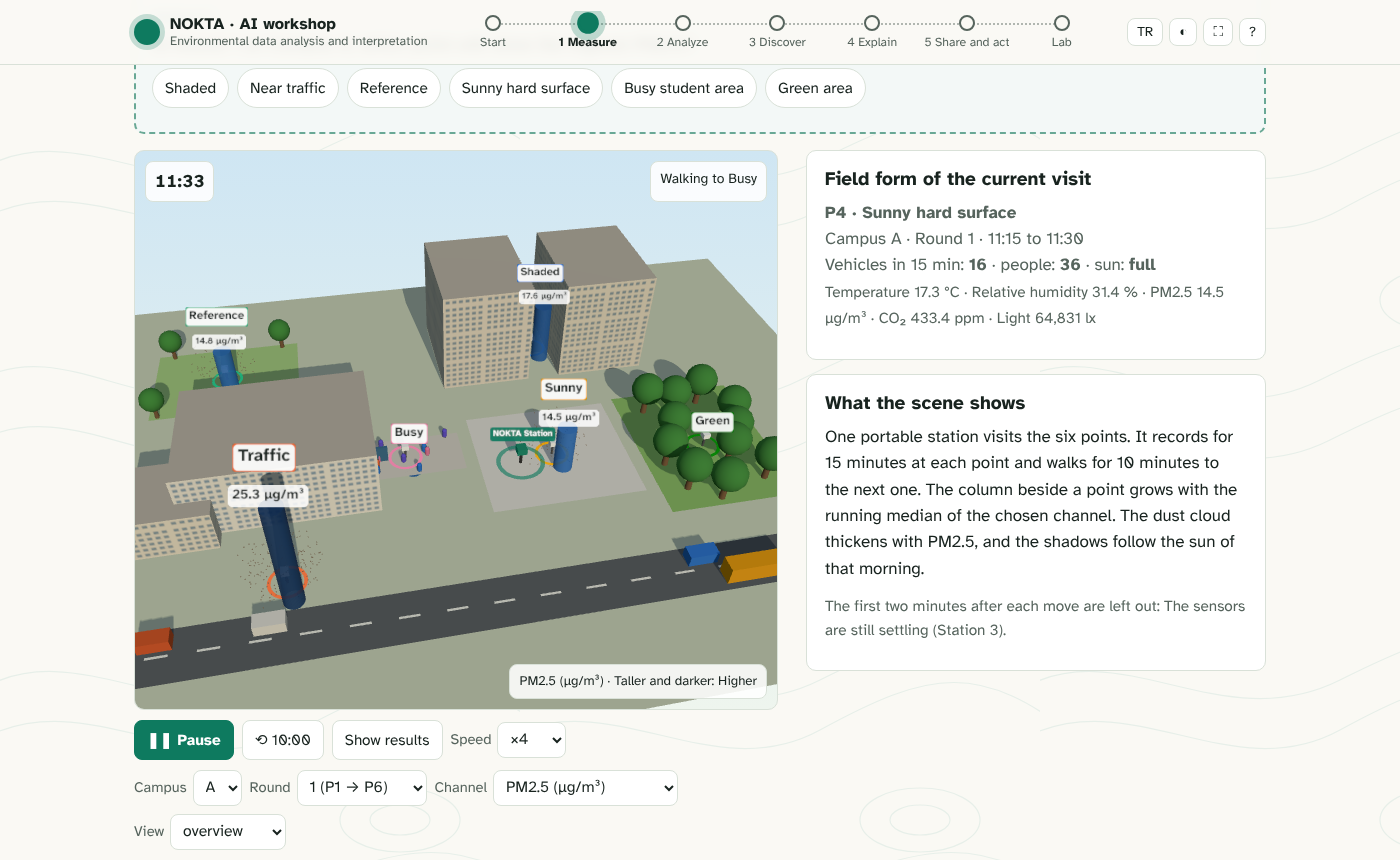 NOKTA · AI workshop
Environmental data analysis and interpretation
Start
1 Measure
2 Analyze
3 Discover
4 Explain
5 Share and act
Lab
TR
?
Shaded
Near traffic
Reference
Sunny hard surface
Busy student area
Green area
11:33
Walking to Busy
Shaded
17.6 µg/m³
Reference
14.8 µg/m³
Sunny
14.5 µg/m³
Busy
NOKTA Station
Green
Traffic
25.3 µg/m³
PM2.5 (µg/m³) · Taller and darker: Higher
Field form of the current visit
P4 · Sunny hard surface
Campus A · Round 1 · 11:15 to 11:30
Vehicles in 15 min: 16 · people: 36 · sun: full
Temperature 17.3 °C · Relative humidity 31.4 % · PM2.5 14.5
µg/m³ · CO₂ 433.4 ppm · Light 64,831 lx
What the scene shows
One portable station visits the six points. It records for
15 minutes at each point and walks for 10 minutes to
the next one. The column beside a point grows with the
running median of the chosen channel. The dust cloud
thickens with PM2.5, and the shadows follow the sun of
that morning.
The first two minutes after each move are left out: The sensors
are still settling (Station 3).
❚❚ Pause
⟲ 10:00
Show results
Speed
×4
Campus
A
Round
1 (P1 → P6)
Channel
PM2.5 (µg/m³)
View
overview